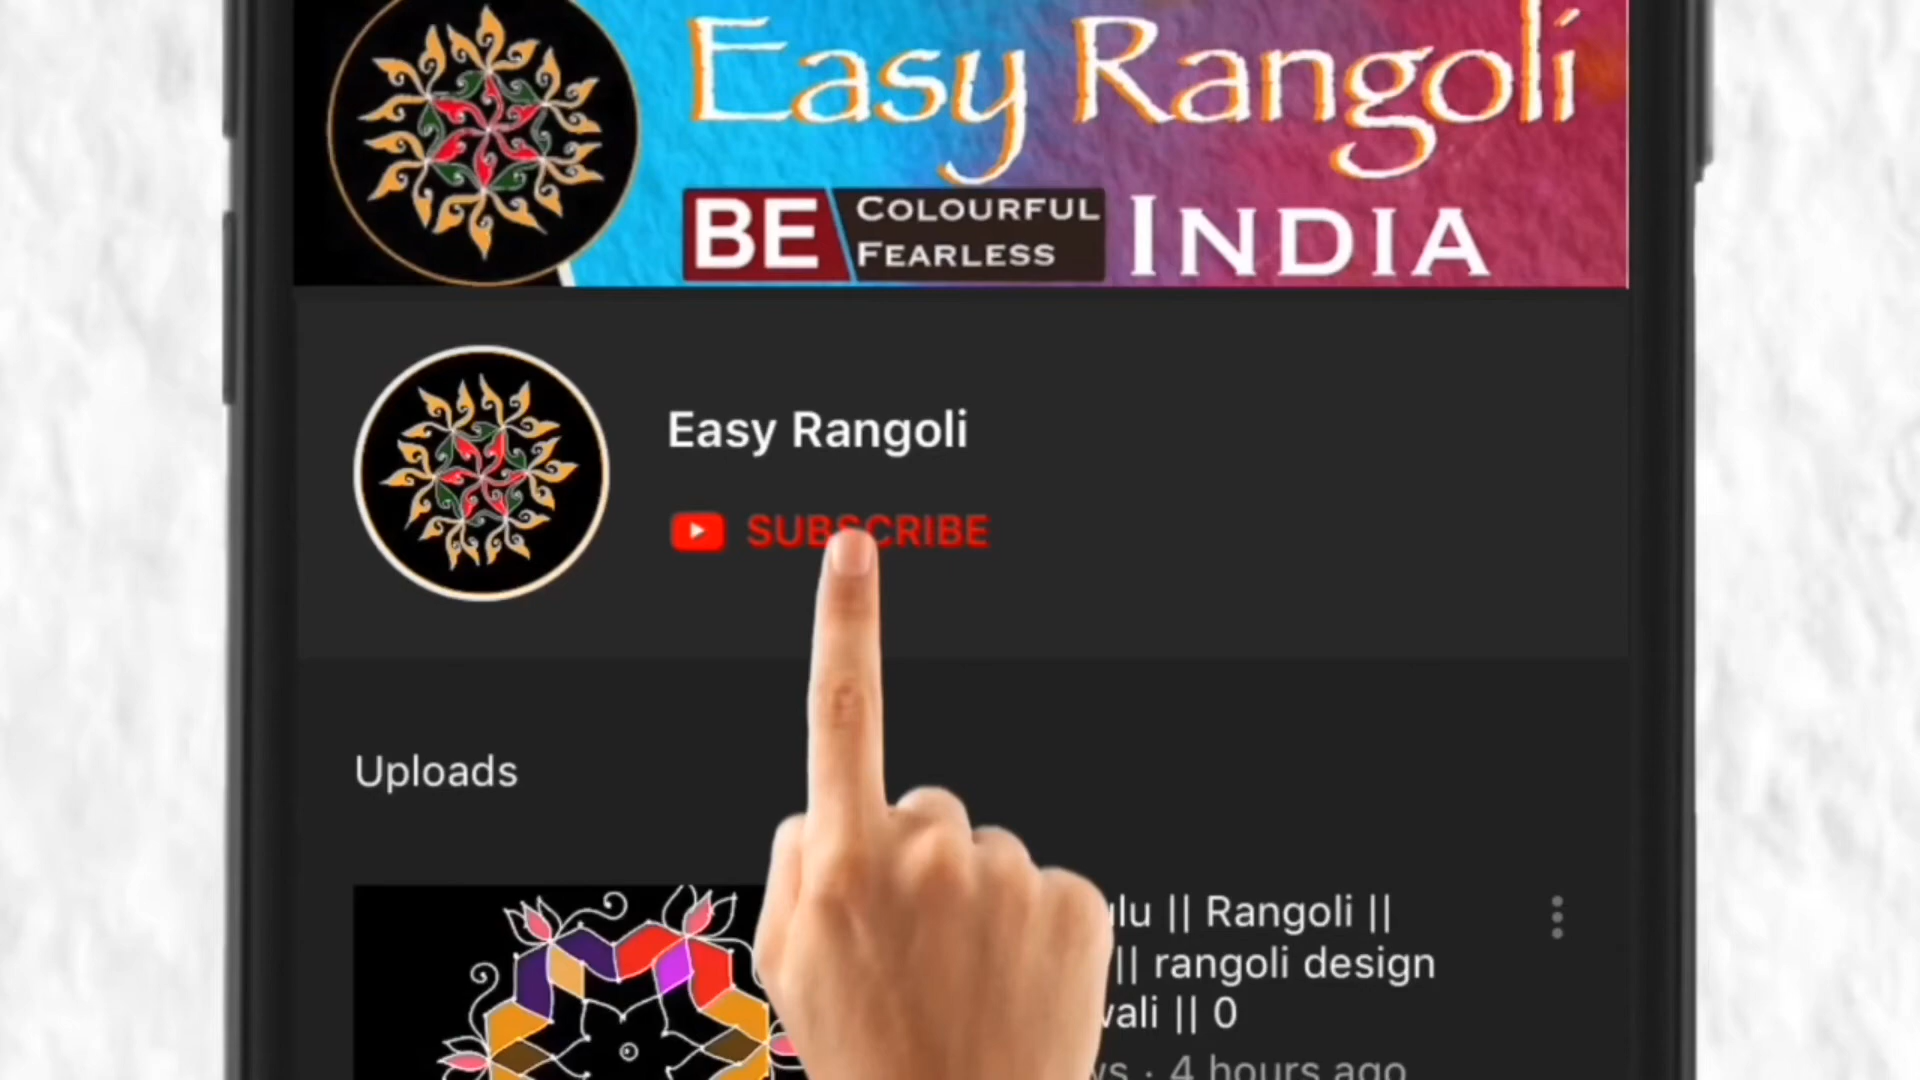 Easy Rangoli
BE COLOURFUL FEARLESS INDIA
Easy Rangoli
SUBSCRIBE
Uploads
|| Rangoli ||
|| rangoli design
|| 0
· 4 hours ago